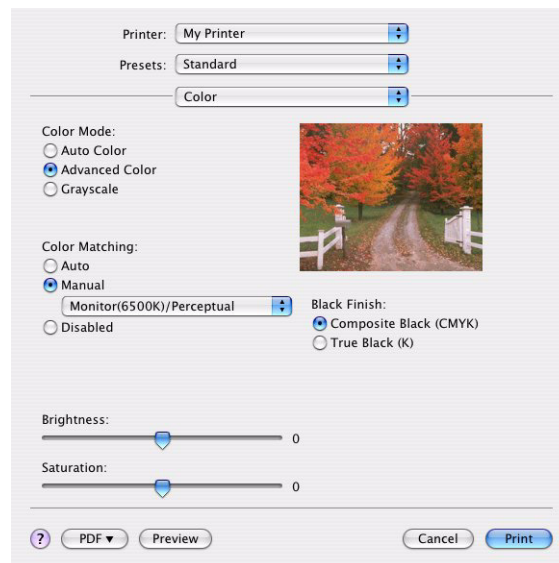 Printer: My Printer
Presets: Standard
Color
Color Mode:
Auto Color
Advanced Color
Grayscale
Color Matching:
Auto
Manual
Monitor(6500K)/Perceptual
Disabled
Black Finish:
Composite Black (CMYK)
True Black (K)
Brightness:
0
Saturation:
0
? PDF▼ Preview Cancel Print